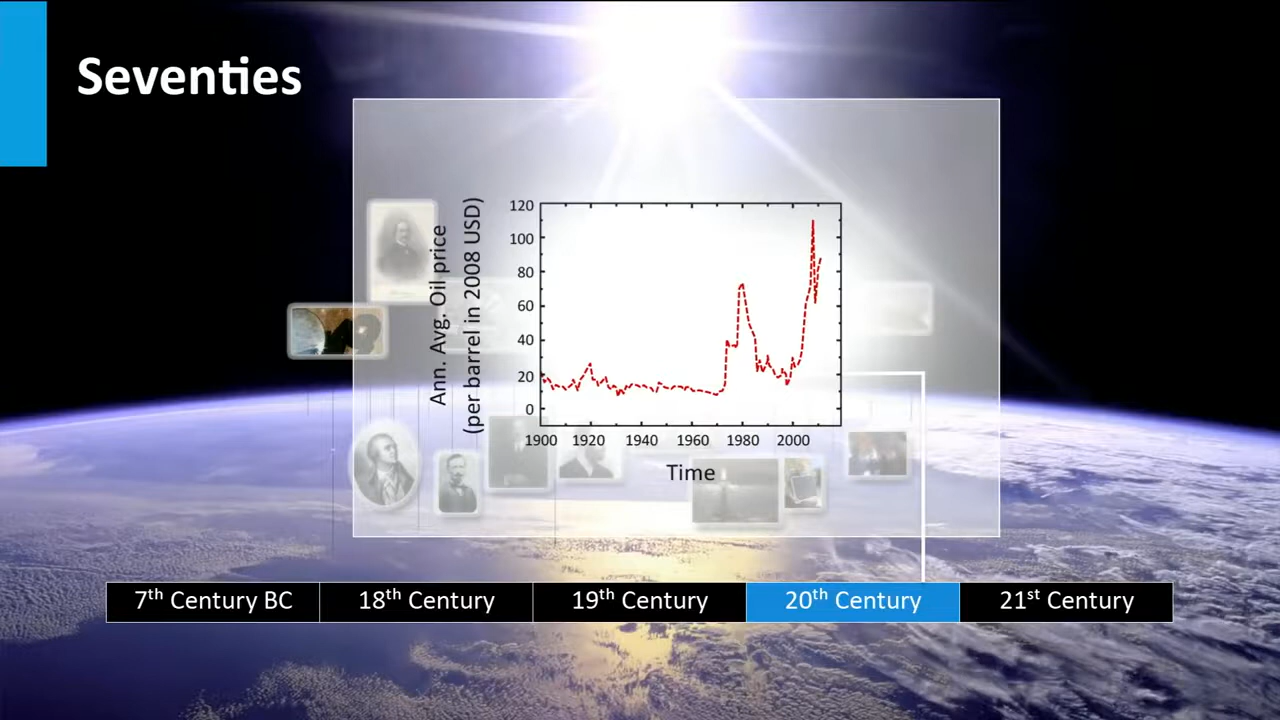 Seventies
Ann. Avg. Oil price
(per barrel in 2008 USD)
120
100
80
60
40
20
0
1900 1920 1940 1960 1980 2000
Time
7th Century BC 18th Century 19th Century 20th Century 21st Century